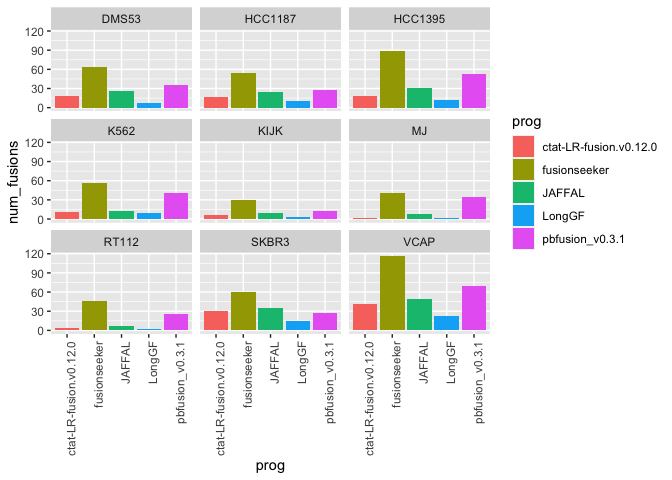 DMS53 HCC1187 HCC1395
120
90
60
30
0
K562 KIJK MJ
120
90
60
30
0
RT112 SKBR3 VCAP
120
90
60
30
0
num_fusions
ctat-LR-fusion.v0.12.0 fusionseeker JAFFAL LongGF pbfusion_v0.3.1 ctat-LR-fusion.v0.12.0 fusionseeker JAFFAL LongGF pbfusion_v0.3.1 ctat-LR-fusion.v0.12.0 fusionseeker JAFFAL LongGF pbfusion_v0.3.1
prog
prog
ctat-LR-fusion.v0.12.0
fusionseeker
JAFFAL
LongGF
pbfusion_v0.3.1